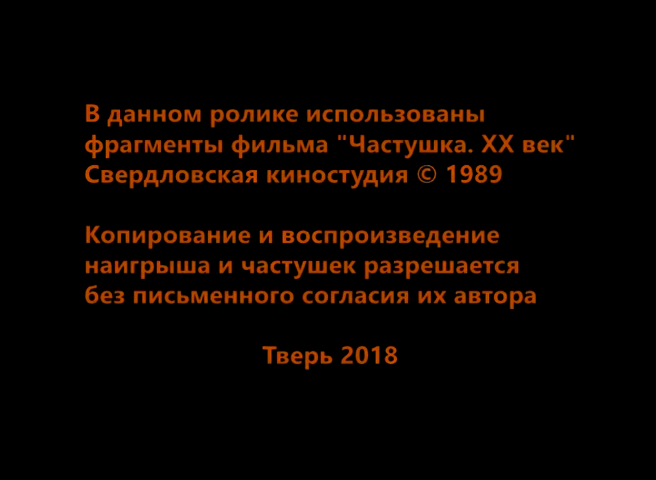 В данном ролике использованы
фрагменты фильма "Частушка. XX век"
Свердловская киностудия © 1989
Копирование и воспроизведение
наигрыша и частушек разрешается
без письменного согласия их автора
Тверь 2018